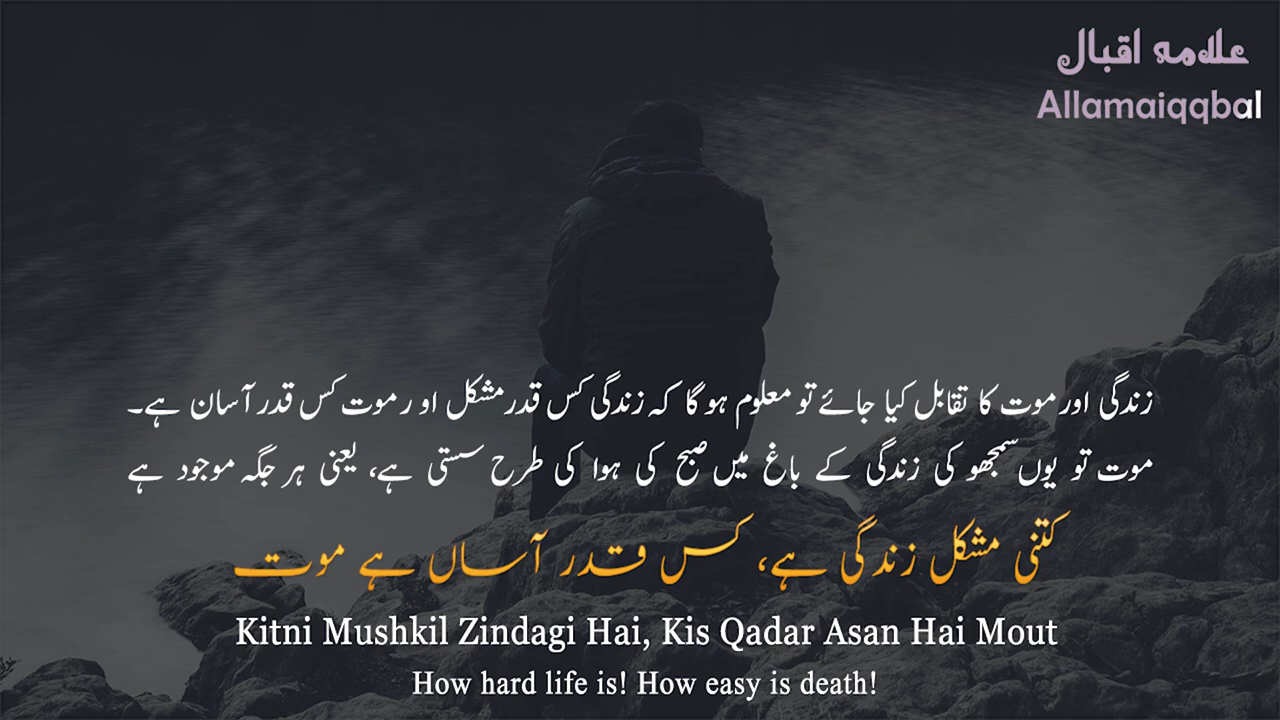 علامہ اقبال
Allamaiqqbal
زندگی اور موت کا تقابل کیا جائے تو معلوم ہو گا کہ زندگی کس قدر مشکل او ر موت کس قدر آسان ہے۔
موت تو یوں سمجھو کی زندگی کے باغ میں صبح کی ہوا کی طرح سستی ہے، یعنی ہر جگہ موجود ہے
کتنی مشکل زندگی ہے، کس قدر آساں ہے موت
Kitni Mushkil Zindagi Hai, Kis Qadar Asan Hai Mout
How hard life is! How easy is death!